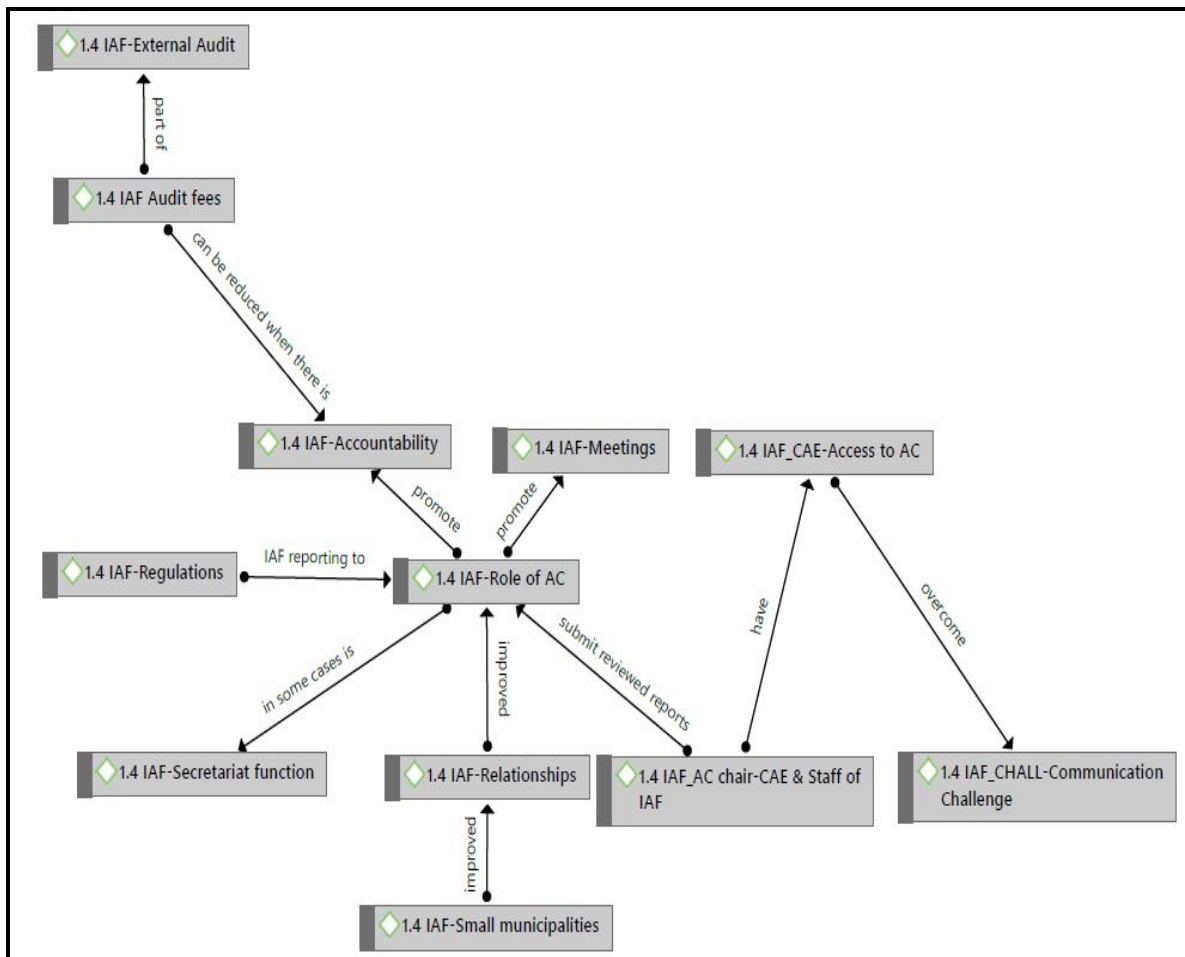 1.4 IAF-External Audit
part of
1.4 IAF Audit fees
can be reduced when there is
1.4 IAF-Accountability
1.4 IAF-Meetings
1.4 IAF_CAE-Access to AC
promote
promote
1.4 IAF-Regulations
IAF reporting to
1.4 IAF-Role of AC
in some cases is
improved
submit reviewed reports
have
overcome
1.4 IAF-Secretariat function
1.4 IAF-Relationships
1.4 IAF_AC chair-CAE & Staff of
IAF
1.4 IAF_CHALL-Communication
Challenge
improved
1.4 IAF-Small municipalities